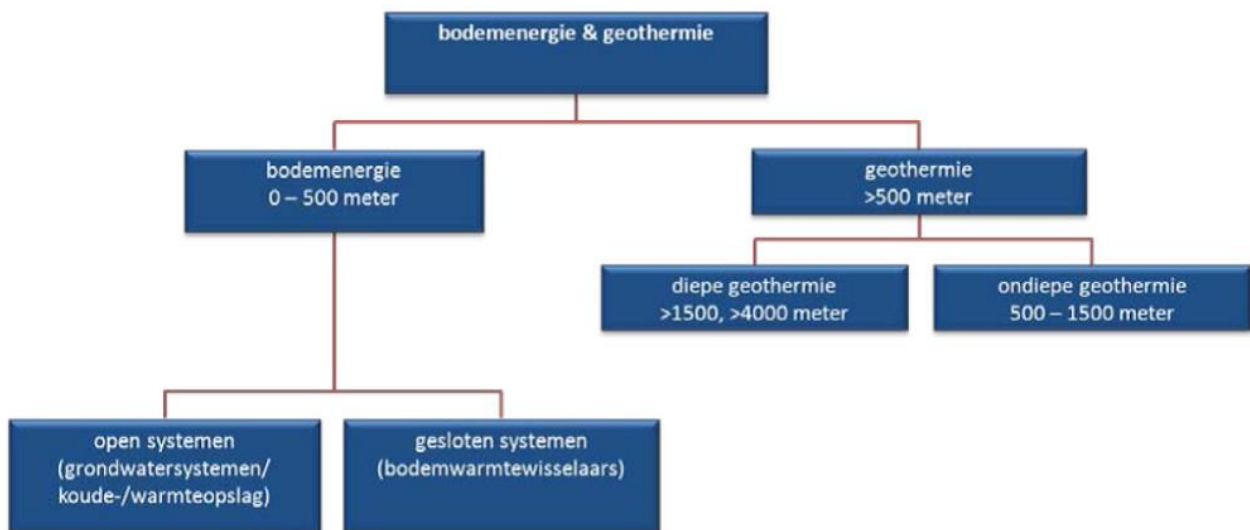 bodemenergie & geothermie
bodemenergie
0 – 500 meter
geothermie
>500 meter
diepe geothermie
>1500, >4000 meter
ondiepe geothermie
500 – 1500 meter
open systemen
(grondwatersystemen/
koude-/warmteopslag)
gesloten systemen
(bodemwarmtewisselaars)